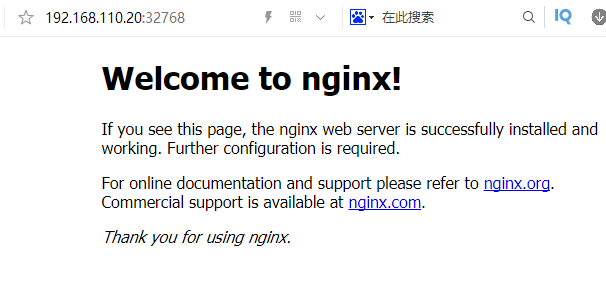 192.168.110.20:32768
在此搜索
IQ
Welcome to nginx!
If you see this page, the nginx web server is successfully installed and
working. Further configuration is required.
For online documentation and support please refer to nginx.org.
Commercial support is available at nginx.com.
Thank you for using nginx.